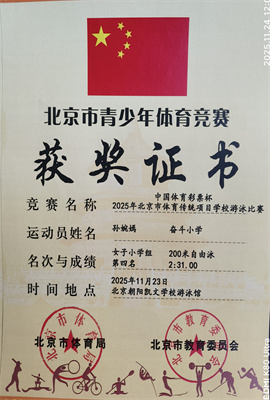 北京市青少年体育竞赛
获奖证书
中国体育彩票杯
竞赛名称 2025年北京市体育传统项目学校游泳比赛
运动员姓名 孙婉嫣 奋斗小学
女子小学组 200米自由泳
名次与成绩 第四名 2:31.00
2025年11月23日
时间地点 北京朝阳凯文学校游泳馆
北京市体育局 北京市教育委员会